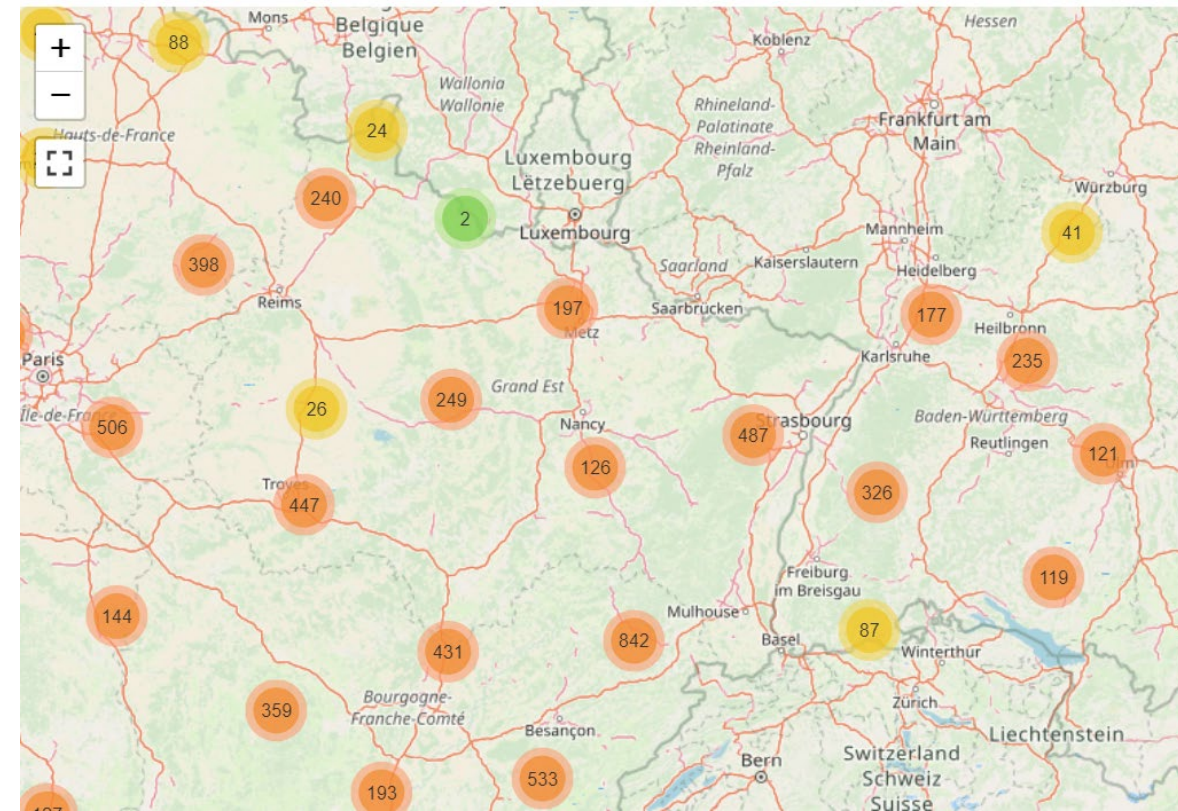 +
−
88
Mons
Belgique
Belgien
Hessen
Koblenz
Wallonia
Wallonie
Hauts-de-France
24
Rhineland-
Palatinate
Rheinland-
Pfalz
Frankfurt am
Main
Luxembourg
Lëtzebuerg
Luxembourg
240
2
Würzburg
41
Mannheim
Kaiserslautern
Heidelberg
Saarland
Saarbrücken
398
Reims
197
Metz
177
Heilbronn
Karlsruhe
235
Paris
Île-de-France
506
26
249
Grand Est
Nancy
126
487
Strasbourg
Baden-Württemberg
Reutlingen
121
Ulm
326
Troyes
447
119
Freiburg
im Breisgau
144
Mulhouse
842
87
Basel
Winterthur
431
Zürich
359
Bourgogne-
Franche-Comté
Besançon
533
193
Bern
Switzerland
Schweiz
Suisse
Liechtenstein